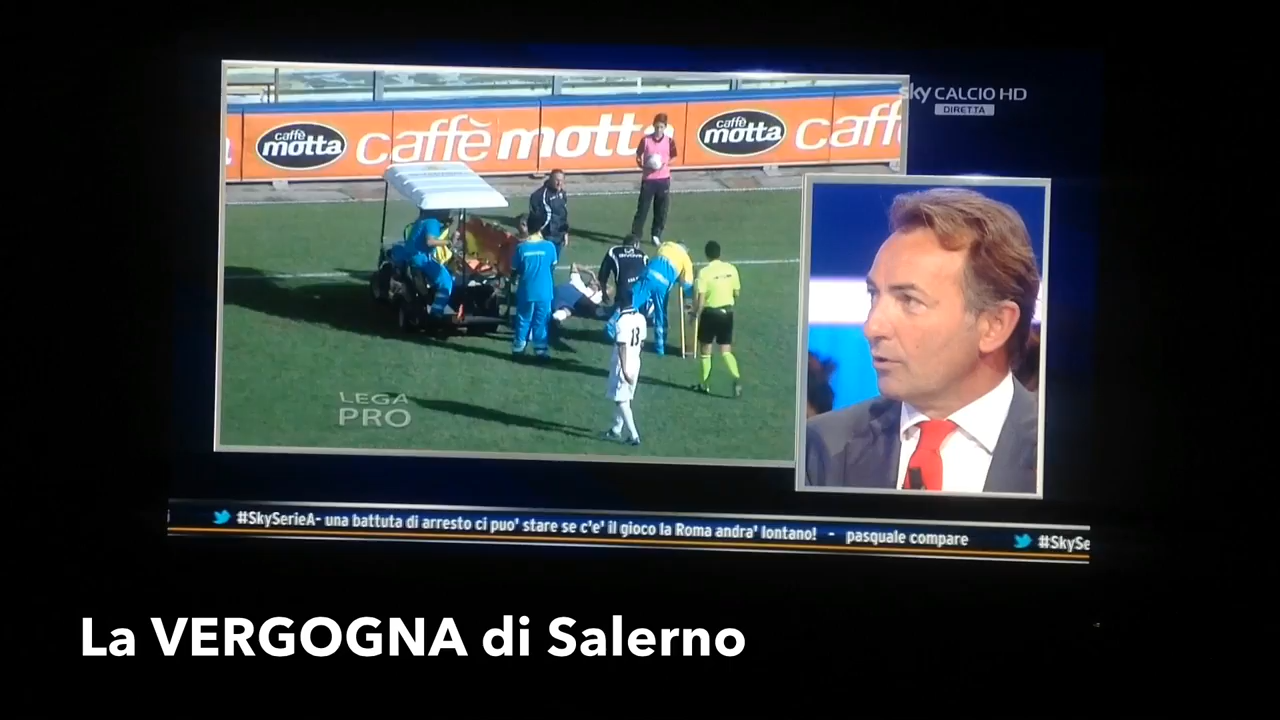 sky CALCIO HD
DIRETTA
caffè motta
caffè motta
caffè motta
caff
13
LEGA
PRO
#SkySerieA- una battuta di arresto ci puo' stare se c'e' il gioco la Roma andra' lontano! - pasquale compare #SkySe
La VERGOGNA di Salerno